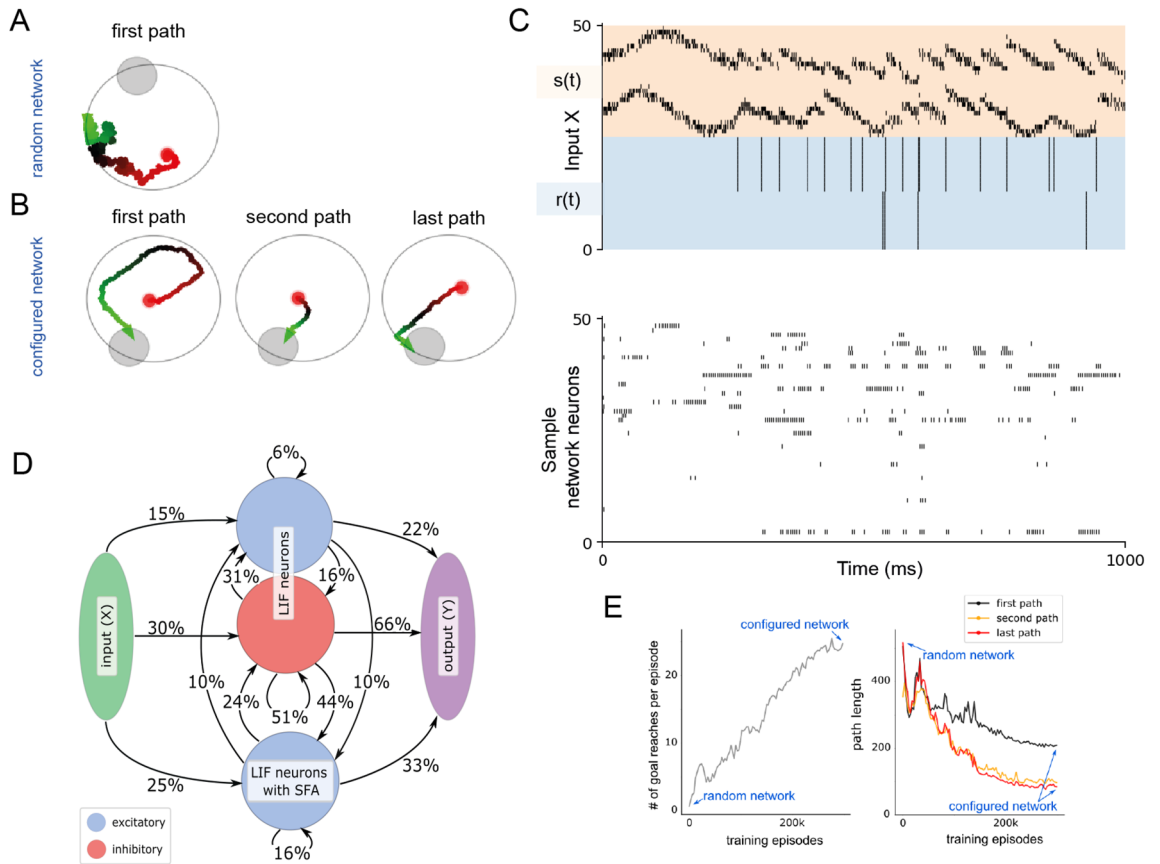 A
first path
random network
B
first path
second path
last path
configured network
C
50
s(t)
Input X
r(t)
0
50
Sample
network neurons
0
0
1000
Time (ms)
D
6%
15%
22%
31%
16%
LIF neurons
input (X)
30%
66%
output (Y)
10%
10%
24%
51%
44%
25%
LIF neurons
with SFA
33%
16%
excitatory
inhibitory
E
first path
second path
last path
configured network
random network
# of goal reaches per episode
20
10
0
random network
0
200k
training episodes
path length
400
200
0
configured network
0
200k
training episodes